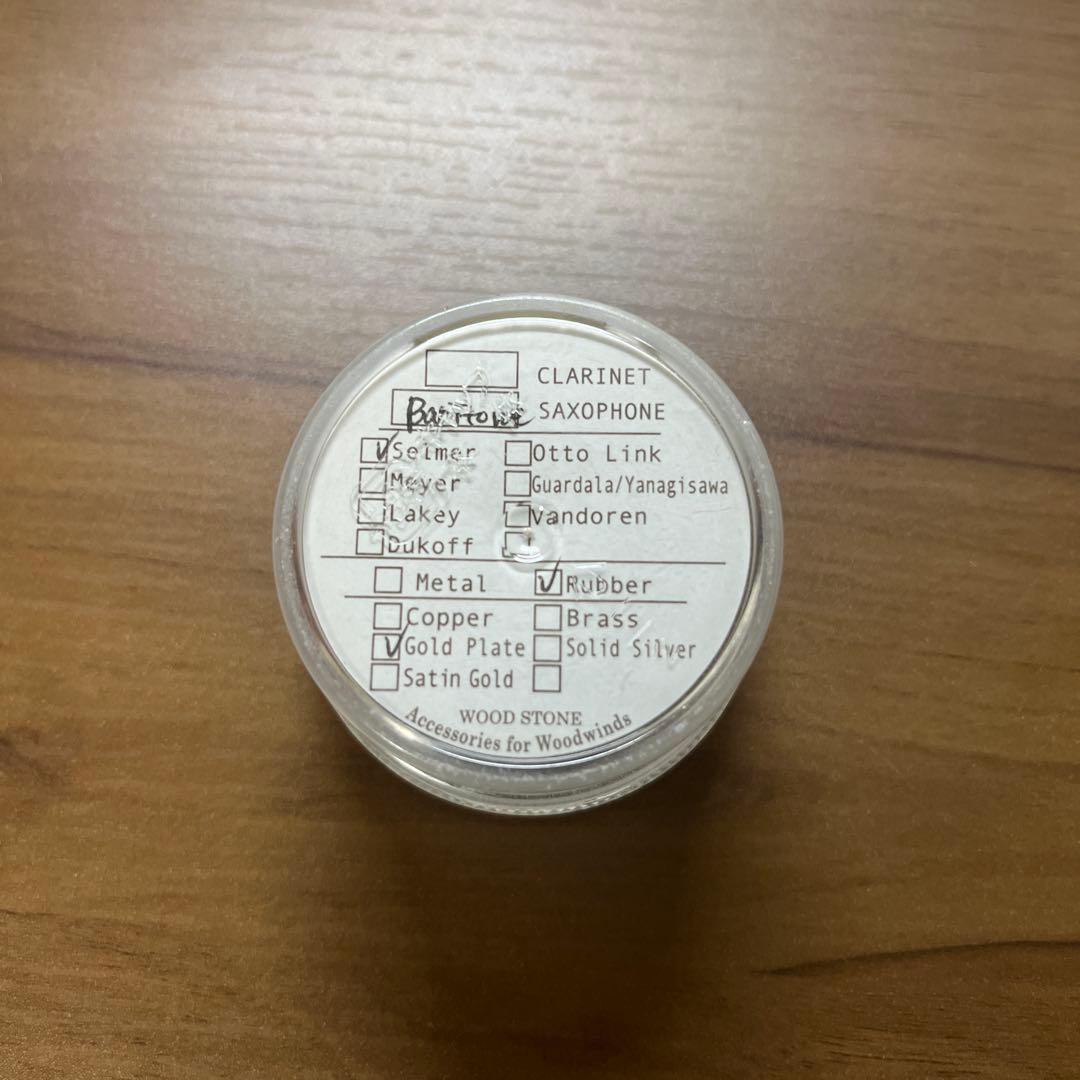 CLARINET
Baritone SAXOPHONE
Selmer Otto Link
Meyer Guardala/Yanagisawa
Lakey Vandoren
Dukoff
Metal Rubber
Copper Brass
Gold Plate Solid Silver
Satin Gold
WOOD STONE
Accessories for Woodwinds